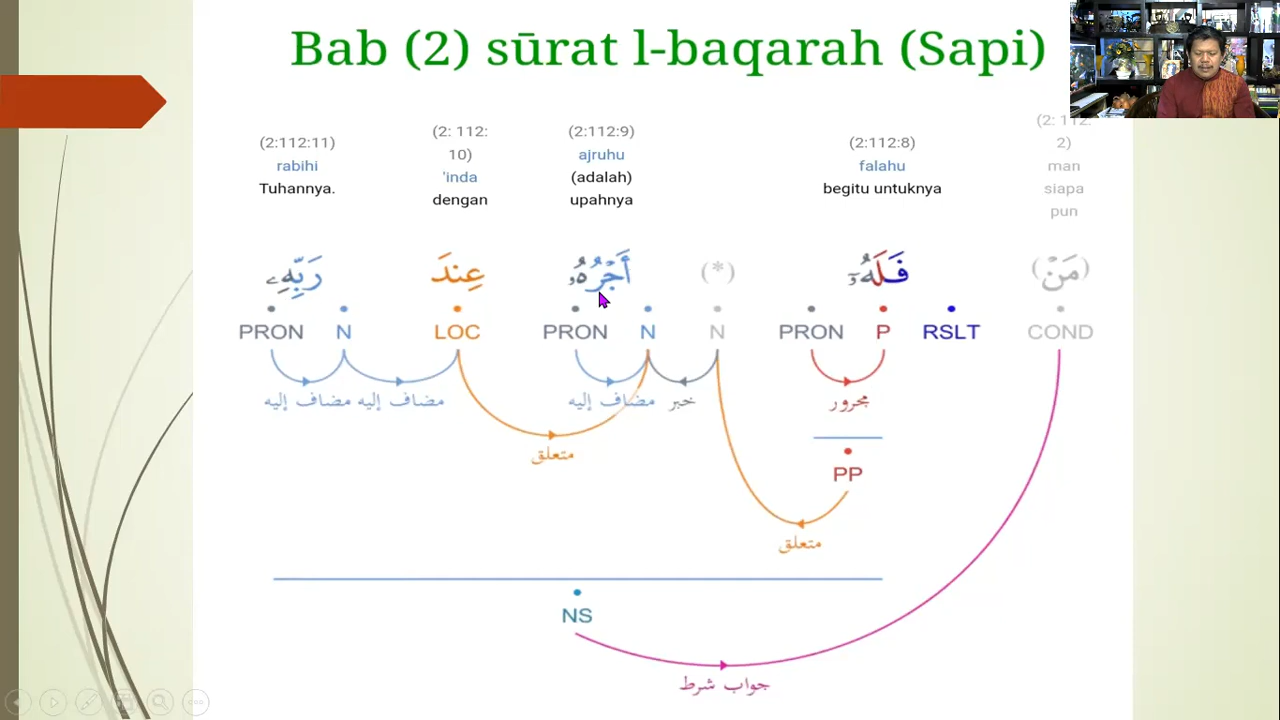 Bab (2) sūrat l-baqarah (Sapi)
(2:112:11)
rabihi
Tuhannya.
(2: 112:
10)
'inda
dengan
(2:112:9)
ajruhu
(adalah)
upahnya
(2:112:8)
falahu
begitu untuknya
(2: 112:
2)
man
siapa
pun
(مَنْ) فَلَهُۥٓ (*) أَجْرُهُۥ عِندَ رَبِّهِۦ
PRON N LOC PRON N N PRON P RSLT COND
مضاف إليه مضاف إليه مضاف إليه خبر مجرور
متعلق
PP
متعلق
NS
جواب شرط